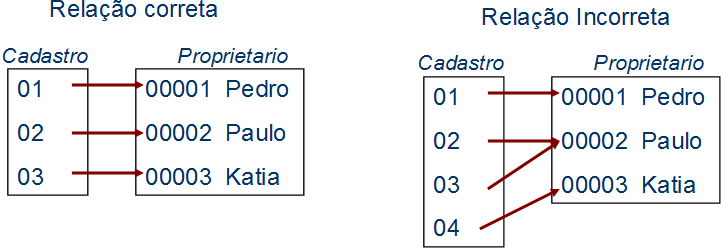 Relação correta
Cadastro Proprietario
01 00001 Pedro
02 00002 Paulo
03 00003 Katia
Relação Incorreta
Cadastro Proprietario
01 00001 Pedro
02 00002 Paulo
03
00003 Katia
04